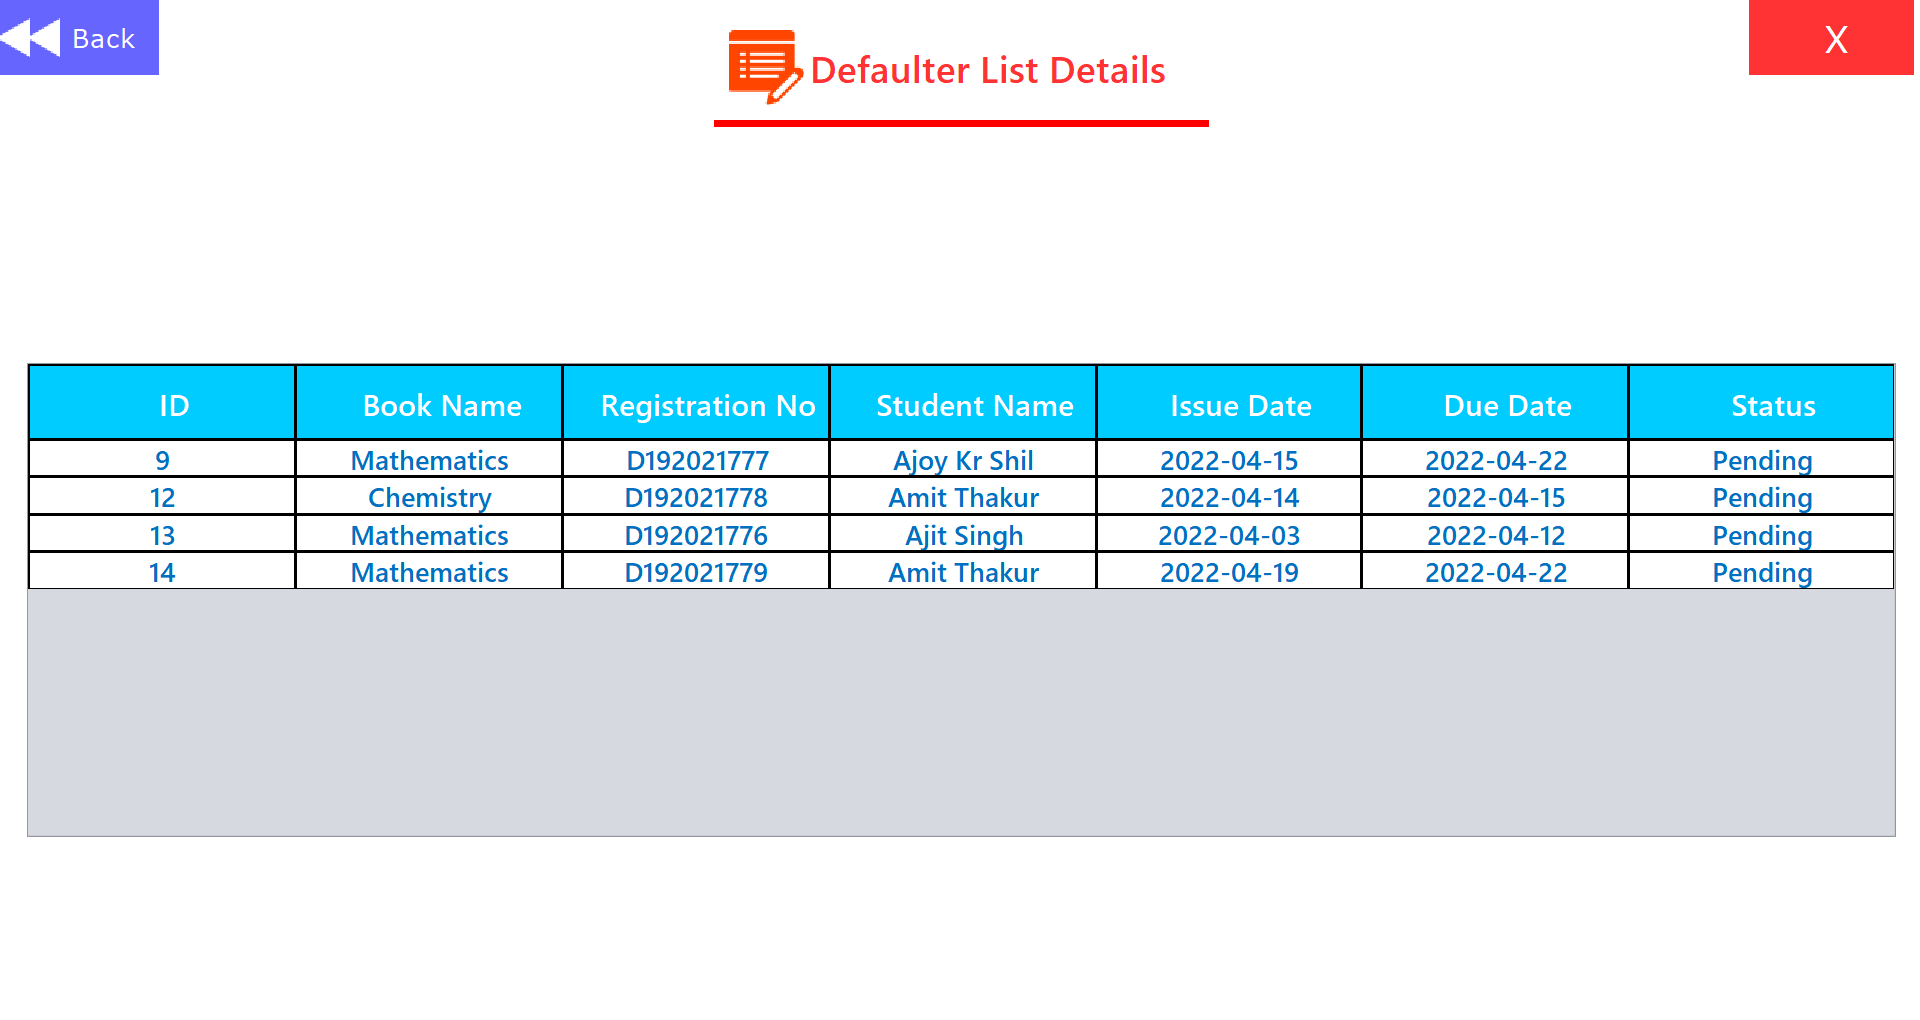 Back
X
Defaulter List Details
ID Book Name Registration No Student Name Issue Date Due Date Status
9 Mathematics D192021777 Ajoy Kr Shil 2022-04-15 2022-04-22 Pending
12 Chemistry D192021778 Amit Thakur 2022-04-14 2022-04-15 Pending
13 Mathematics D192021776 Ajit Singh 2022-04-03 2022-04-12 Pending
14 Mathematics D192021779 Amit Thakur 2022-04-19 2022-04-22 Pending